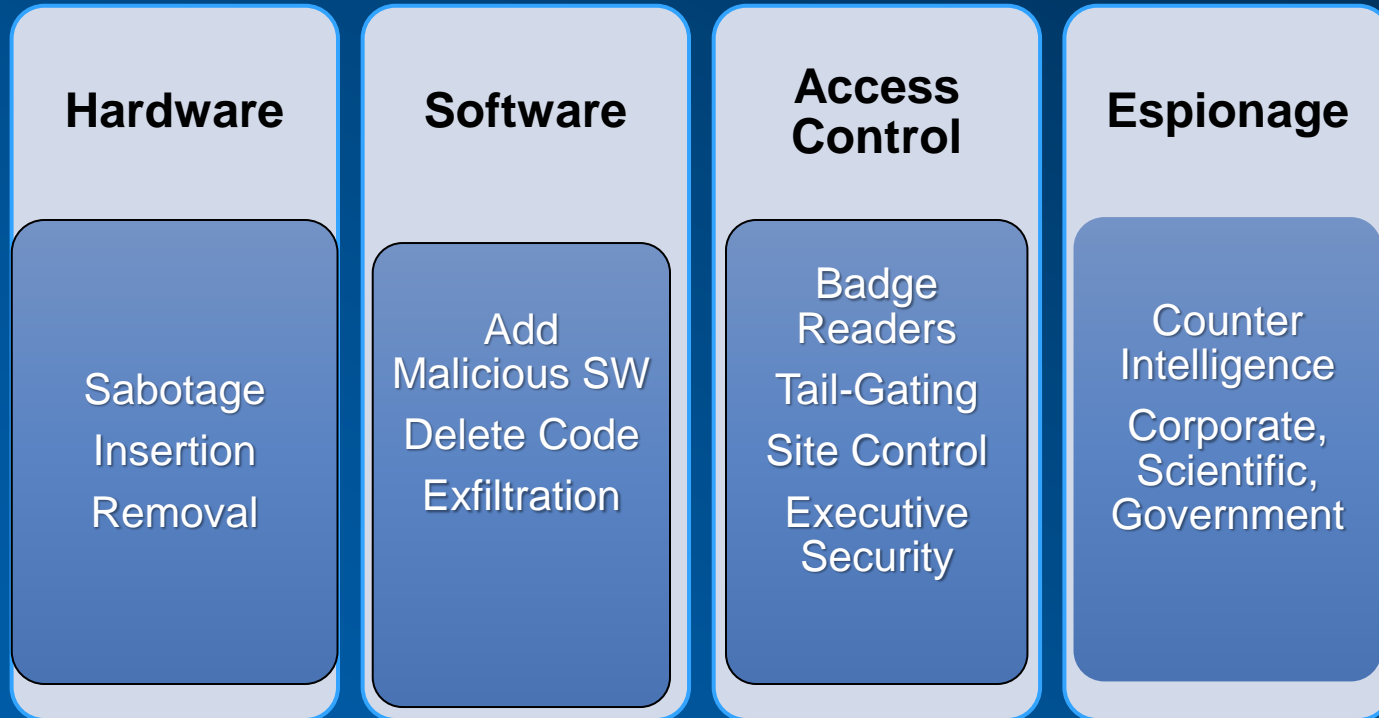 Hardware
Sabotage
Insertion
Removal
Software
Add
Malicious SW
Delete Code
Exfiltration
Access
Control
Badge
Readers
Tail-Gating
Site Control
Executive
Security
Espionage
Counter
Intelligence
Corporate,
Scientific,
Government